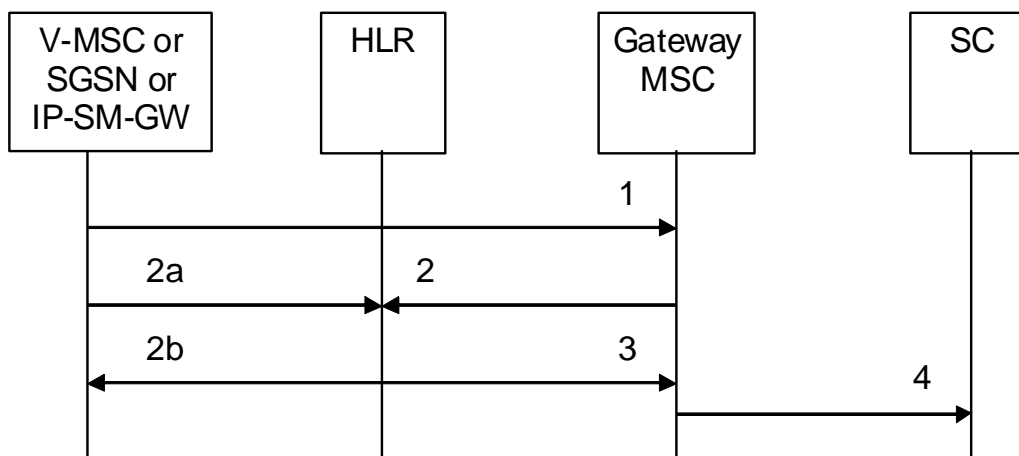 V-MSC or
SGSN or
IP-SM-GW
HLR
Gateway
MSC
SC
1
2a
2
2b
3
4